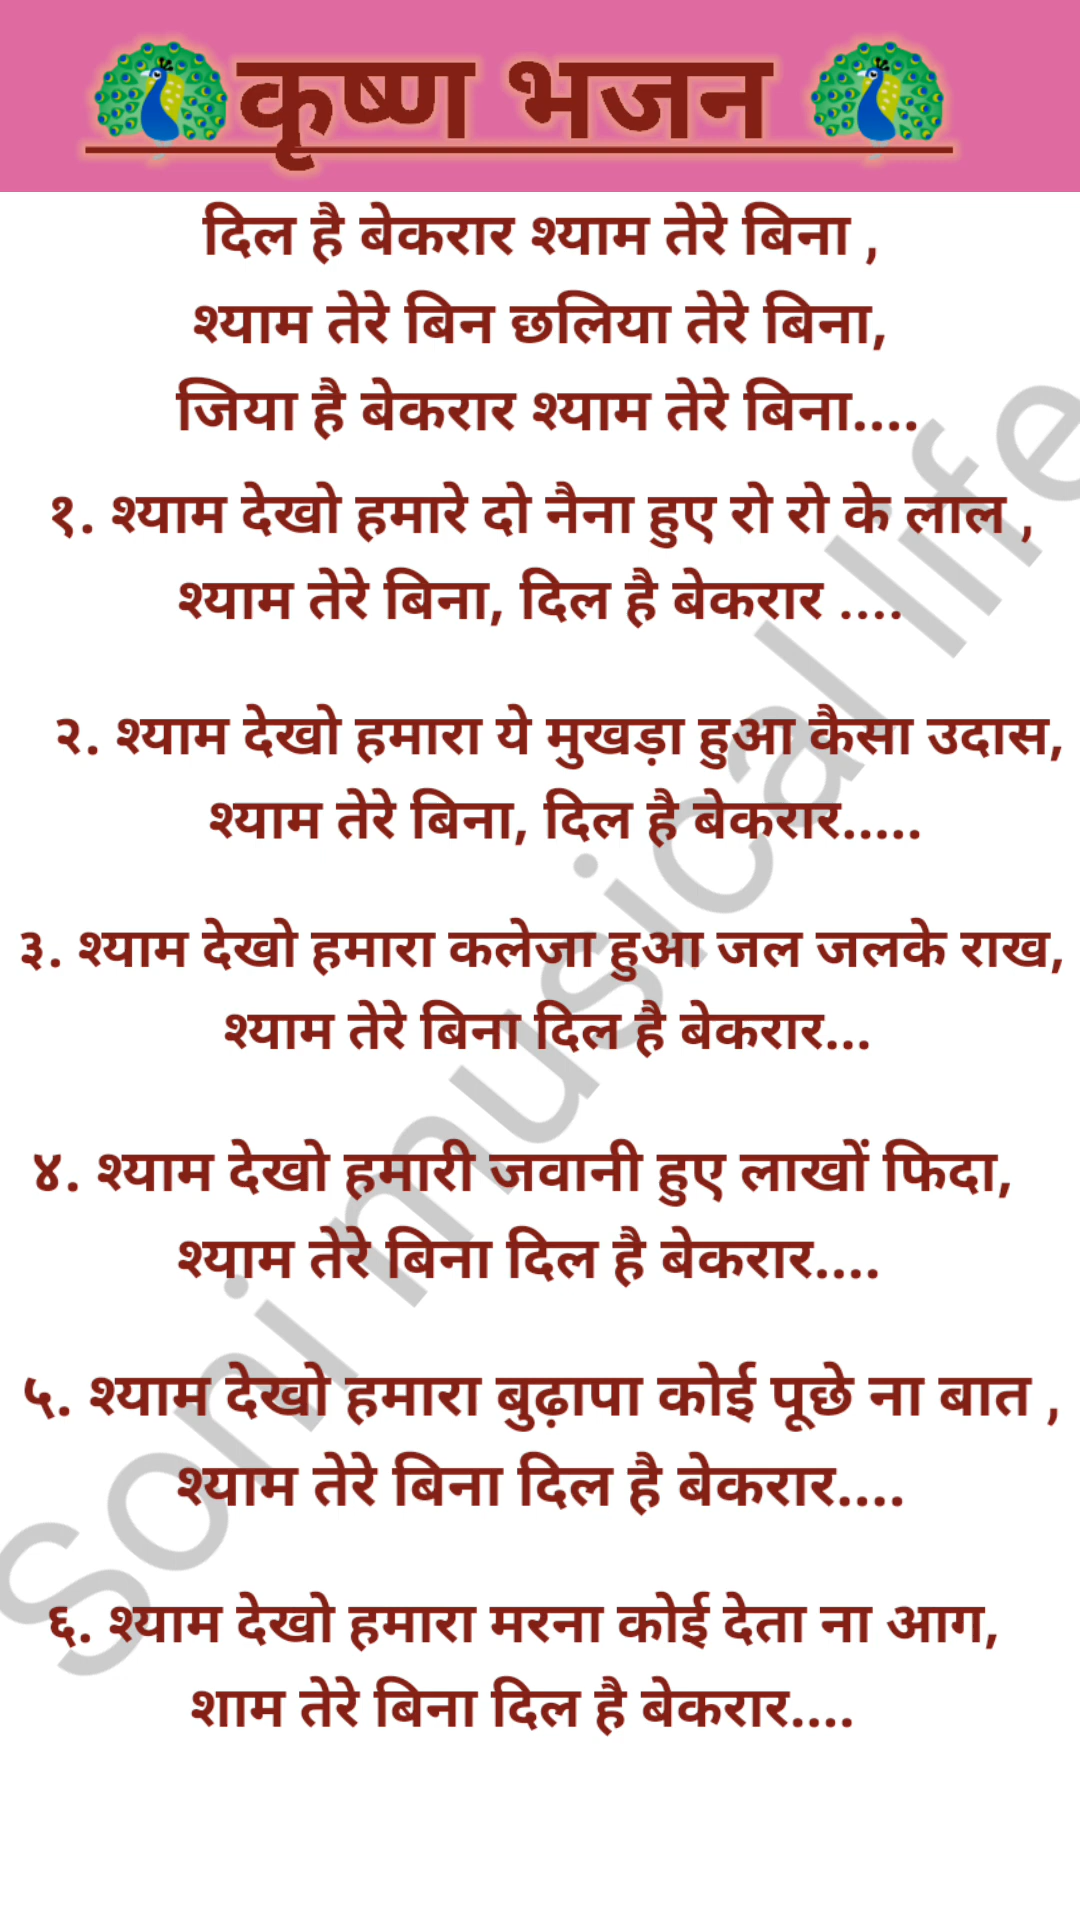 कृष्ण भजन
दिल है बेकरार श्याम तेरे बिना ,
श्याम तेरे बिन छलिया तेरे बिना,
जिया है बेकरार श्याम तेरे बिना....
१. श्याम देखो हमारे दो नैना हुए रो रो के लाल ,
श्याम तेरे बिना, दिल है बेकरार ....
२. श्याम देखो हमारा ये मुखड़ा हुआ कैसा उदास,
श्याम तेरे बिना, दिल है बेकरार.....
३. श्याम देखो हमारा कलेजा हुआ जल जलके राख,
श्याम तेरे बिना दिल है बेकरार...
४. श्याम देखो हमारी जवानी हुए लाखों फिदा,
श्याम तेरे बिना दिल है बेकरार....
५. श्याम देखो हमारा बुढ़ापा कोई पूछे ना बात ,
श्याम तेरे बिना दिल है बेकरार....
६. श्याम देखो हमारा मरना कोई देता ना आग,
शाम तेरे बिना दिल है बेकरार....
Soni musical life